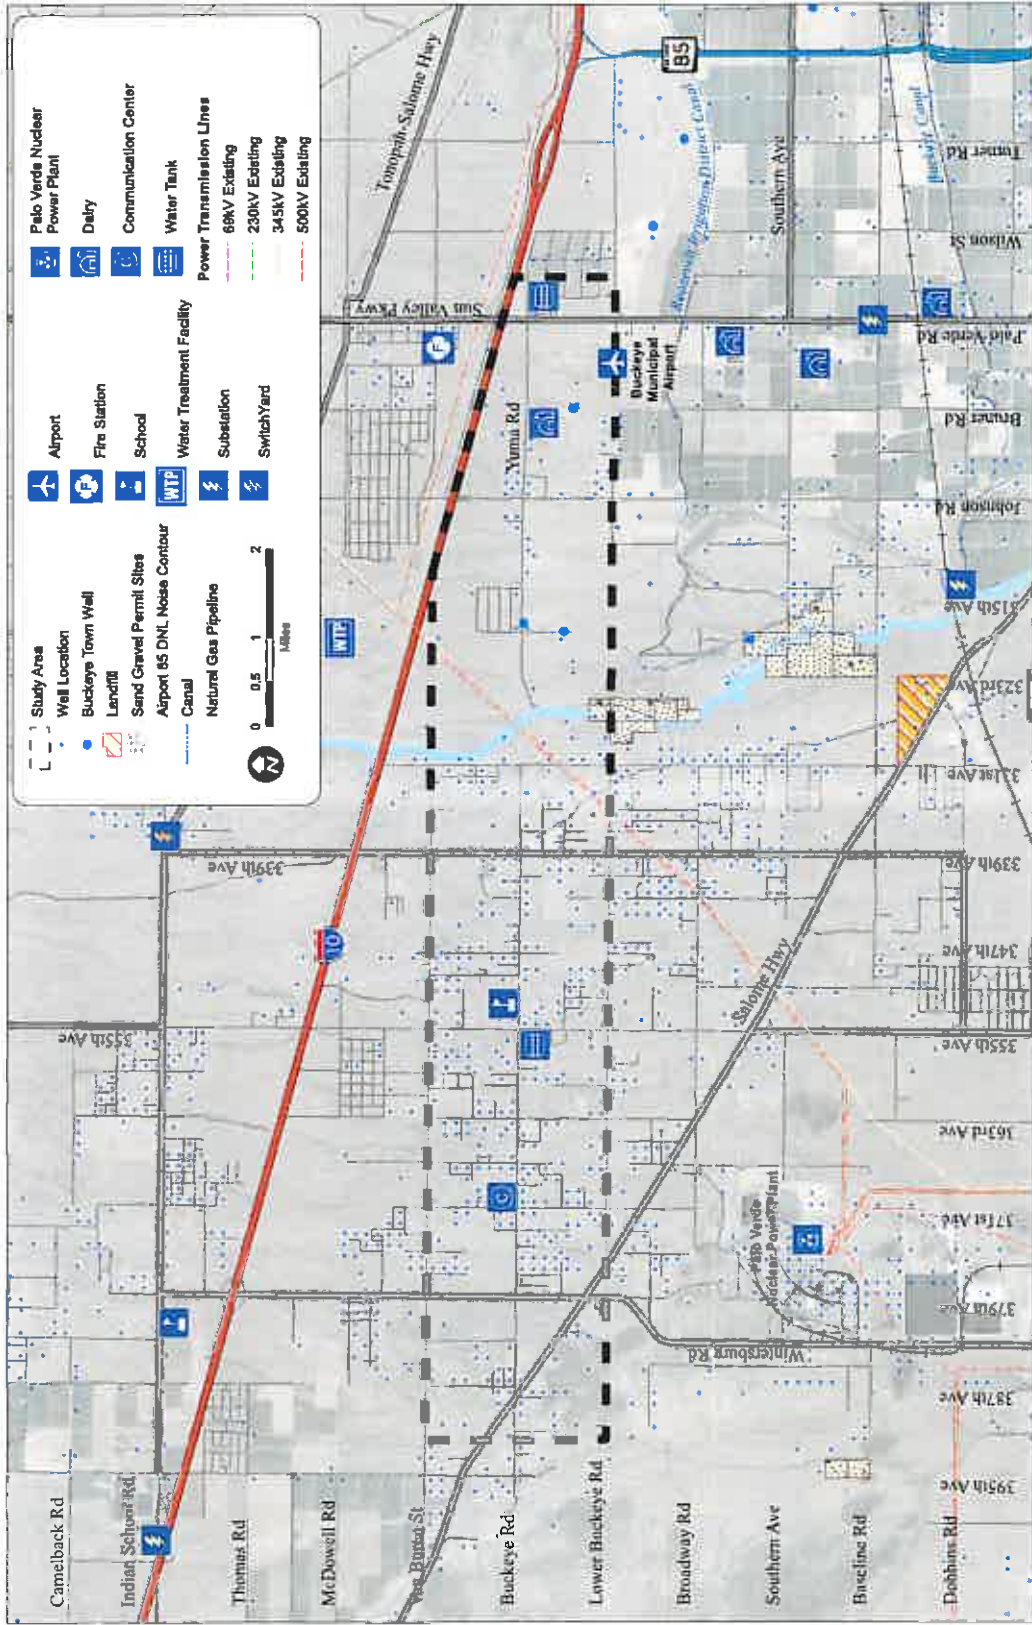 Study Area
Well Location
Buckeye Town Well
Landfill
Sand Gravel Permit Sites
Airport 65 DNL Noise Contour
Canal
Natural Gas Pipeline
Airport
Fire Station
School
WTP
Water Treatment Facility
Substation
SwitchYard
Palo Verde Nuclear
Power Plant
Dairy
Communication Center
Water Tank
Power Transmission Lines
69kV Existing
230kV Existing
345kV Existing
500kV Existing
N
0
0.5
1
2
Miles
Camelback Rd
Indian School Rd
Thomas Rd
McDowell Rd
Van Buren St
Buckeye Rd
Lower Buckeye Rd
Broadway Rd
Southern Ave
Baseline Rd
Dobbins Rd
355th Ave
339th Ave
10
WTP
Tonopah-Salome Hwy
Sun Valley Pkwy
F
Yuma Rd
Buckeye
Municipal
Airport
85
Southern Ave
C
Salome Hwy
Palo Verde
Nuclear Power Plant
Wintersburg
Rd
395th Ave
387th Ave
379th Ave
371st Ave
363rd Ave
355th Ave
347th Ave
339th Ave
331st Ave
323rd Ave
315th Ave
Johnson Rd
Bruner Rd
Palo Verde Rd
Wilson St
Turner Rd
Buckeye Canal